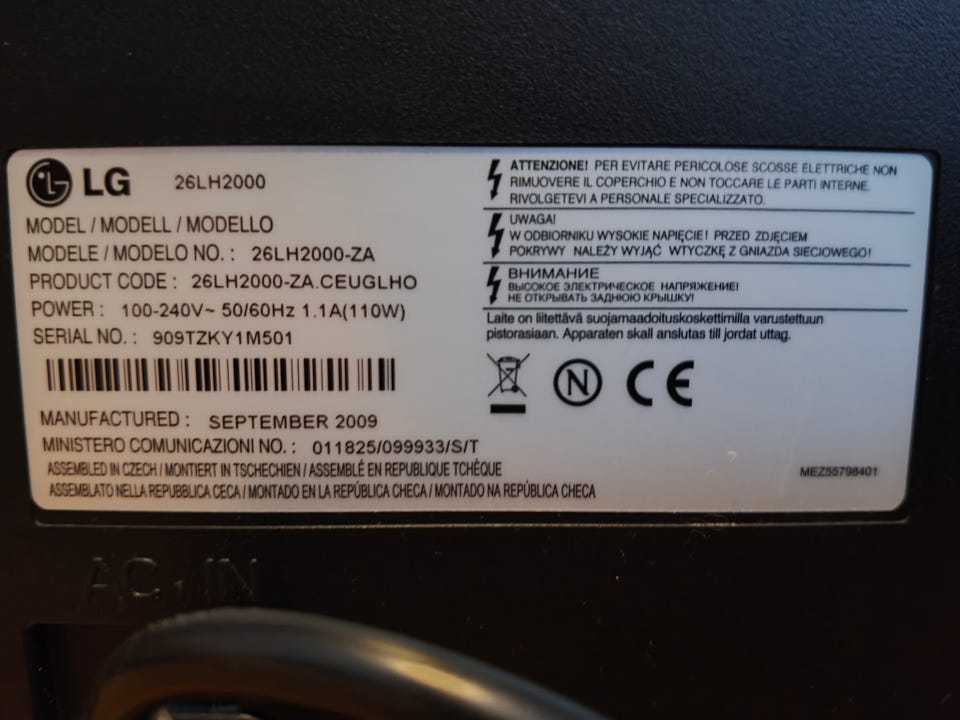 LG 26LH2000
MODEL / MODELL / MODELLO
MODELE / MODELO NO. : 26LH2000-ZA
PRODUCT CODE : 26LH2000-ZA.CEUGLHO
POWER : 100-240V~ 50/60Hz 1.1A(110W)
SERIAL NO. : 909TZKY1M501
MANUFACTURED : SEPTEMBER 2009
MINISTERO COMUNICAZIONI NO. : 011825/099933/S/T
ASSEMBLED IN CZECH / MONTIERT IN TSCHECHIEN / ASSEMBLÉ EN REPUBLIQUE TCHÉQUE
ASSEMBLATO NELLA REPUBBLICA CECA / MONTADO EN LA REPÚBLICA CHECA / MONTADO NA REPÚBLICA CHECA
ATTENZIONE! PER EVITARE PERICOLOSE SCOSSE ELETTRICHE NON
RIMUOVERE IL COPERCHIO E NON TOCCARE LE PARTI INTERNE.
RIVOLGETEVI A PERSONALE SPECIALIZZATO.
UWAGA!
W ODBIORNIKU WYSOKIE NAPIĘCIE! PRZED ZDJĘCIEM
POKRYWY NALEŻY WYJĄĆ WTYCZKĘ Z GNIAZDA SIECIOWEGO!
ВНИМАНИЕ
ВЫСОКОЕ ЭЛЕКТРИЧЕСКОЕ НАПРЯЖЕНИЕ!
НЕ ОТКРЫВАТЬ ЗАДНЮЮ КРЫШКУ!
Laite on liitettävä suojamaadoituskoskettimilla varustettuun
pistorasiaan. Apparaten skall anslutas till jordat uttag.
N CE
MEZ55798401
AC IN